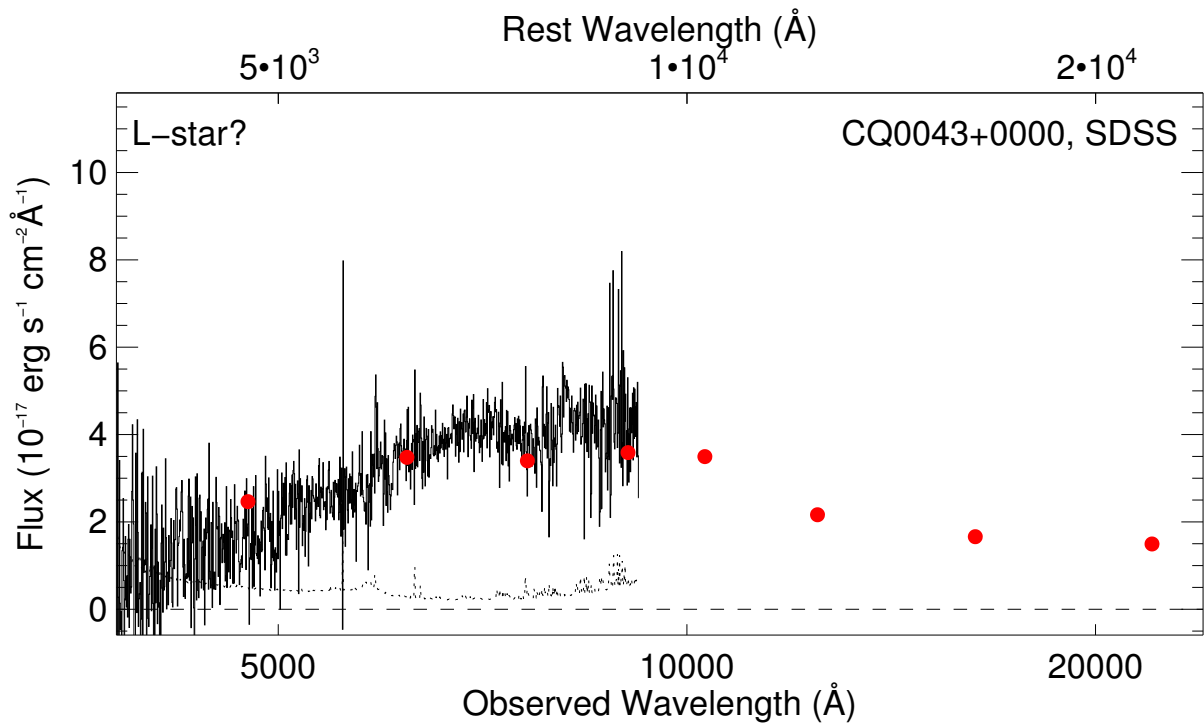 Rest Wavelength (Å)
5•10³ 1•10⁴ 2•10⁴
L−star? CQ0043+0000, SDSS
10
8
6
4
2
0
Flux (10⁻¹⁷ erg s⁻¹ cm⁻²Å⁻¹)
5000 10000 20000
Observed Wavelength (Å)